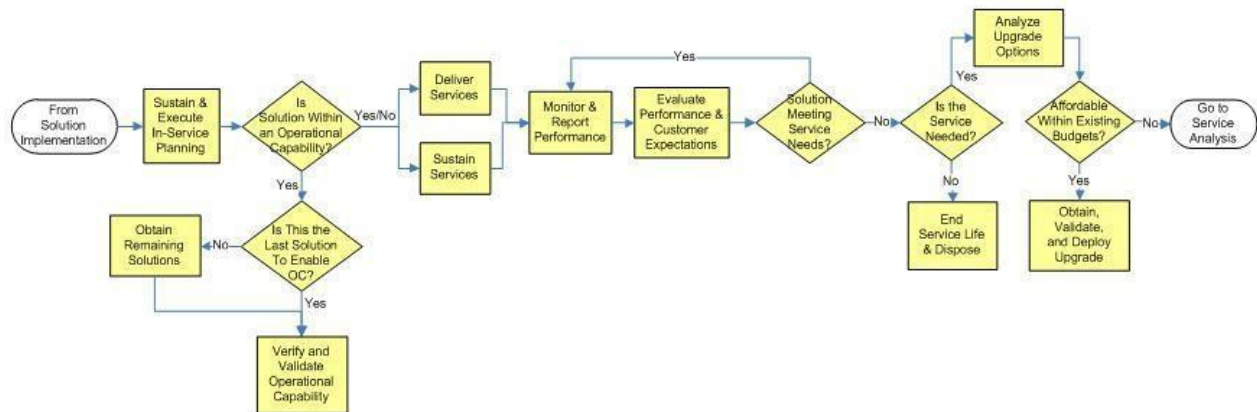 From
Solution
Implementation
Sustain &
Execute
In-Service
Planning
Is
Solution Within
an Operational
Capability?
Yes/No
Deliver
Services
Sustain
Services
Monitor &
Report
Performance
Evaluate
Performance &
Customer
Expectations
Yes
Solution
Meeting
Service
Needs?
No
Is the
Service
Needed?
Yes
Analyze
Upgrade
Options
Affordable
Within Existing
Budgets?
No
Go to
Service
Analysis
Yes
Is This the
Last Solution
To Enable
OC?
No
Obtain
Remaining
Solutions
Yes
Verify and
Validate
Operational
Capability
No
End
Service Life
& Dispose
Yes
Obtain,
Validate,
and Deploy
Upgrade